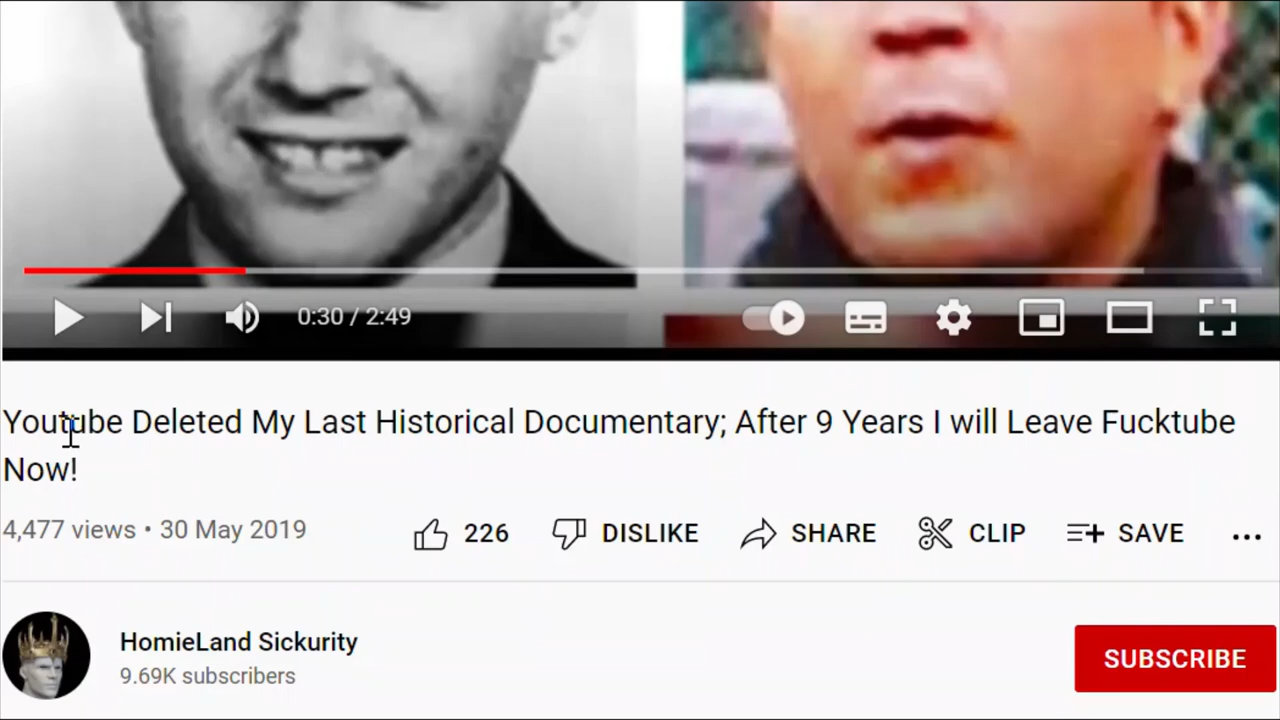 0:30 / 2:49
Youtube Deleted My Last Historical Documentary; After 9 Years I will Leave Fucktube
Now!
4,477 views • 30 May 2019 226 DISLIKE SHARE CLIP SAVE ...
HomieLand Sickurity
9.69K subscribers
SUBSCRIBE